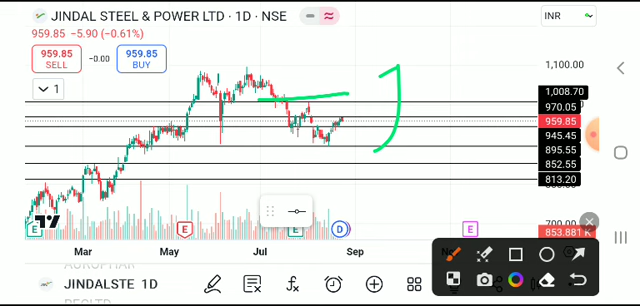 JINDAL STEEL & POWER LTD · 1D · NSE
INR
959.85 -5.90 (-0.61%)
959.85
SELL
-0.00
959.85
BUY
1
1,100.00
1,008.70
970.05
959.85
945.45
895.55
852.55
813.20
700.00
853.881 K
E
E
E
D
E
Mar
May
Jul
Sep
JINDALSTE 1D